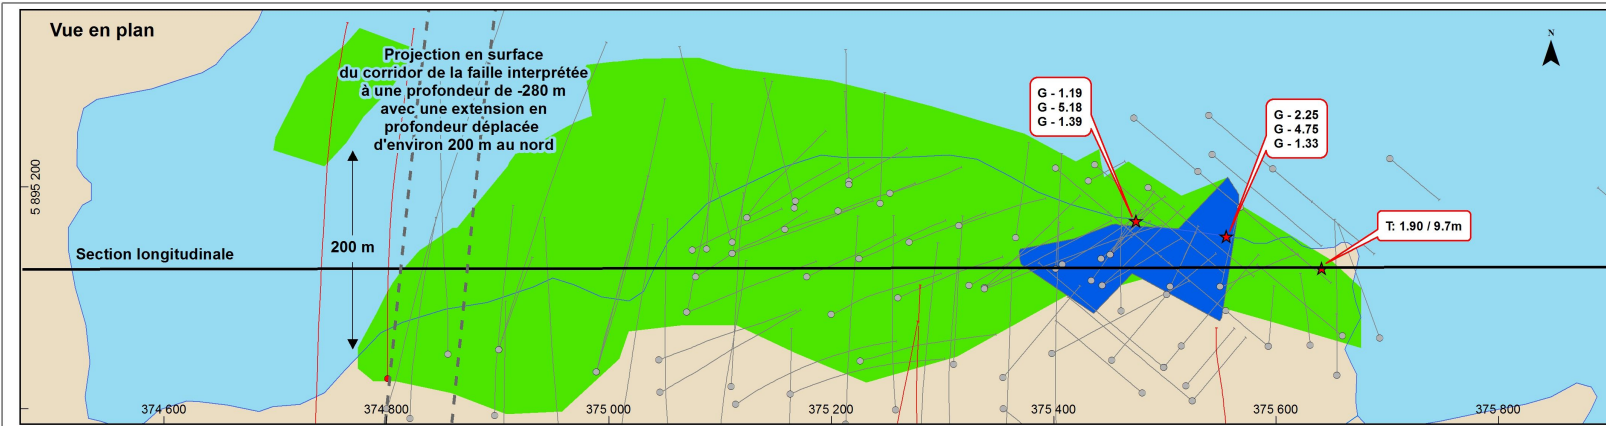 Vue en plan
Projection en surface
du corridor de la faille interprétée
à une profondeur de -280 m
avec une extension en
profondeur déplacée
d'environ 200 m au nord
N
G - 1.19
G - 5.18
G - 1.39
G - 2.25
G - 4.75
G - 1.33
5 895 200
T: 1.90 / 9.7m
200 m
Section longitudinale
374 600
374 800
375 000
375 200
375 400
375 600
375 800